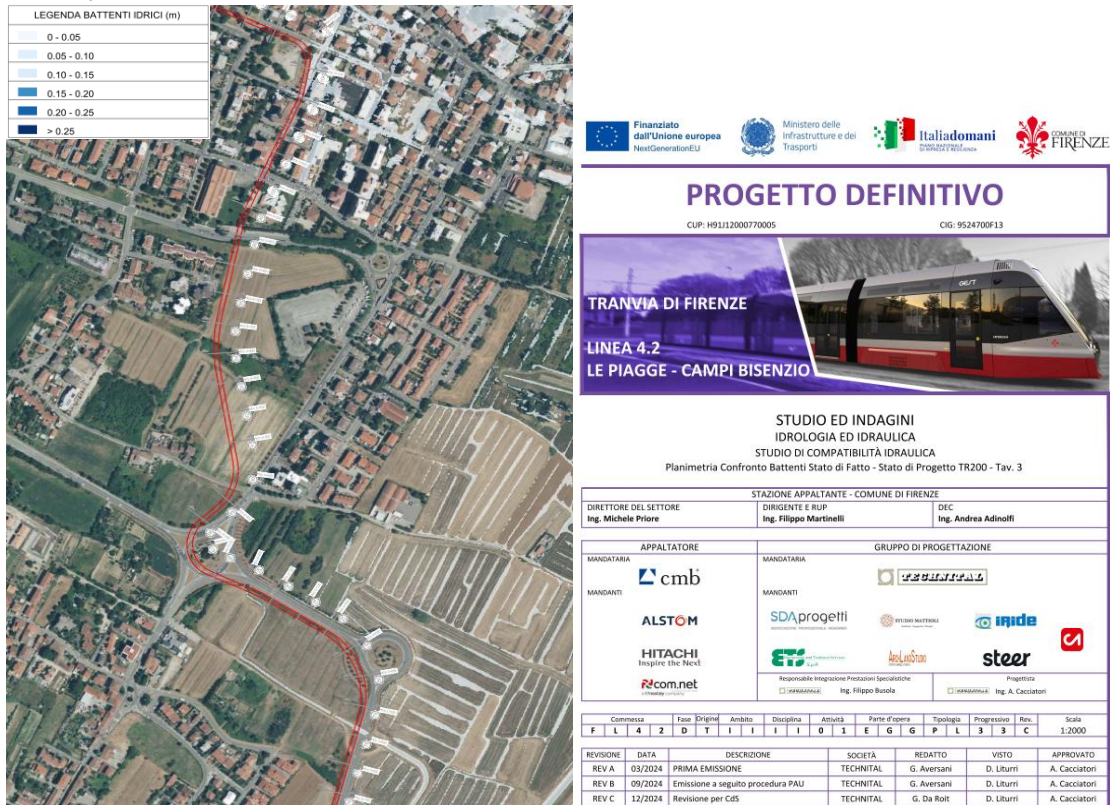 LEGENDA BATTENTI IDRICI (m)
0 - 0.05
0.05 - 0.10
0.10 - 0.15
0.15 - 0.20
0.20 - 0.25
> 0.25
Finanziato
dall'Unione europea
NextGenerationEU
Ministero delle
Infrastrutture e dei
Trasporti
Italiadomani
PIANO NAZIONALE
DI RIPRESA E RESILIENZA
COMUNE DI
FIRENZE
PROGETTO DEFINITIVO
CUP: H91J12000770005 CIG: 9524700F13
TRANVIA DI FIRENZE
LINEA 4.2
LE PIAGGE - CAMPI BISENZIO
GEST
STUDIO ED INDAGINI
IDROLOGIA ED IDRAULICA
STUDIO DI COMPATIBILITÀ IDRAULICA
Planimetria Confronto Battenti Stato di Fatto - Stato di Progetto TR200 - Tav. 3
STAZIONE APPALTANTE - COMUNE DI FIRENZE
DIRETTORE DEL SETTORE DIRIGENTE E RUP DEC
Ing. Michele Priore Ing. Filippo Martinelli Ing. Andrea Adinolfi
APPALTATORE GRUPPO DI PROGETTAZIONE
MANDATARIA MANDATARIA
cmb TECHNITAL
MANDANTI MANDANTI
ALSTOM SDAprogetti STUDIO MATTIOLI IRIDE
HITACHI
Inspire the Next
ETS ArchLandStudio steer
com.net
Responsabile Integrazione Prestazioni Specialistiche Progettista
Ing. Filippo Busola Ing. A. Cacciatori
Commessa Fase Origine Ambito Disciplina Attività Parte d'opera Tipologia Progressivo Rev. Scala
F L 4 2 D T I I I I 0 1 E G G P L 3 3 C 1:2000
REVISIONE DATA DESCRIZIONE SOCIETÀ REDATTO VISTO APPROVATO
REV A 03/2024 PRIMA EMISSIONE TECHNITAL G. Aversani D. Liturri A. Cacciatori
REV B 09/2024 Emissione a seguito procedura PAU TECHNITAL G. Aversani D. Liturri A. Cacciatori
REV C 12/2024 Revisione per CdS TECHNITAL G. Da Roit D. Liturri A. Cacciatori